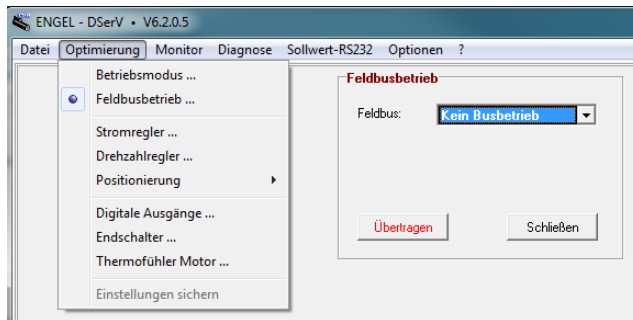 ENGEL - DSerV • V6.2.0.5
Datei Optimierung Monitor Diagnose Sollwert-RS232 Optionen ?
Betriebsmodus ...
Feldbusbetrieb ...
Stromregler ...
Drehzahlregler ...
Positionierung
Digitale Ausgänge ...
Endschalter ...
Thermofühler Motor ...
Einstellungen sichern
Feldbusbetrieb
Feldbus: Kein Busbetrieb
Übertragen Schließen